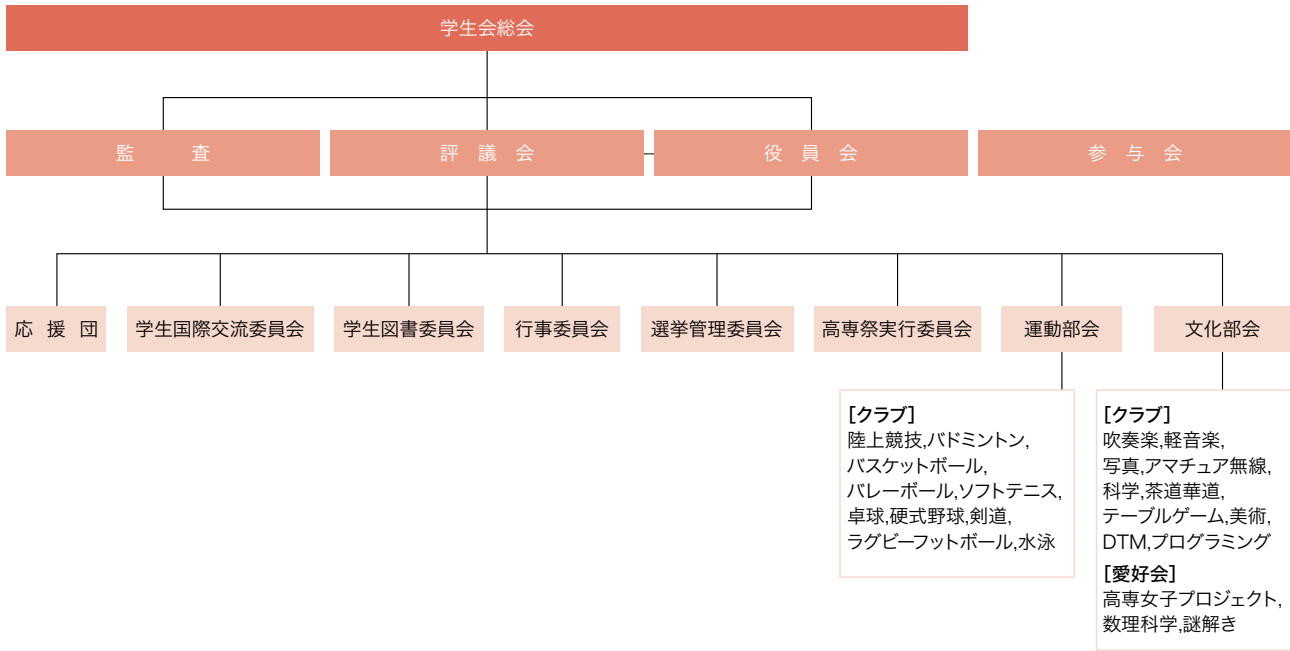 学生会総会
監査
評議会
役員会
参与会
応援団
学生国際交流委員会
学生図書委員会
行事委員会
選挙管理委員会
高専祭実行委員会
運動部会
文化部会
[クラブ]
陸上競技,バドミントン,
バスケットボール,
バレーボール,ソフトテニス,
卓球,硬式野球,剣道,
ラグビーフットボール,水泳
[クラブ]
吹奏楽,軽音楽,
写真,アマチュア無線,
科学,茶道華道,
テーブルゲーム,美術,
DTM,プログラミング
[愛好会]
高専女子プロジェクト,
数理科学,謎解き